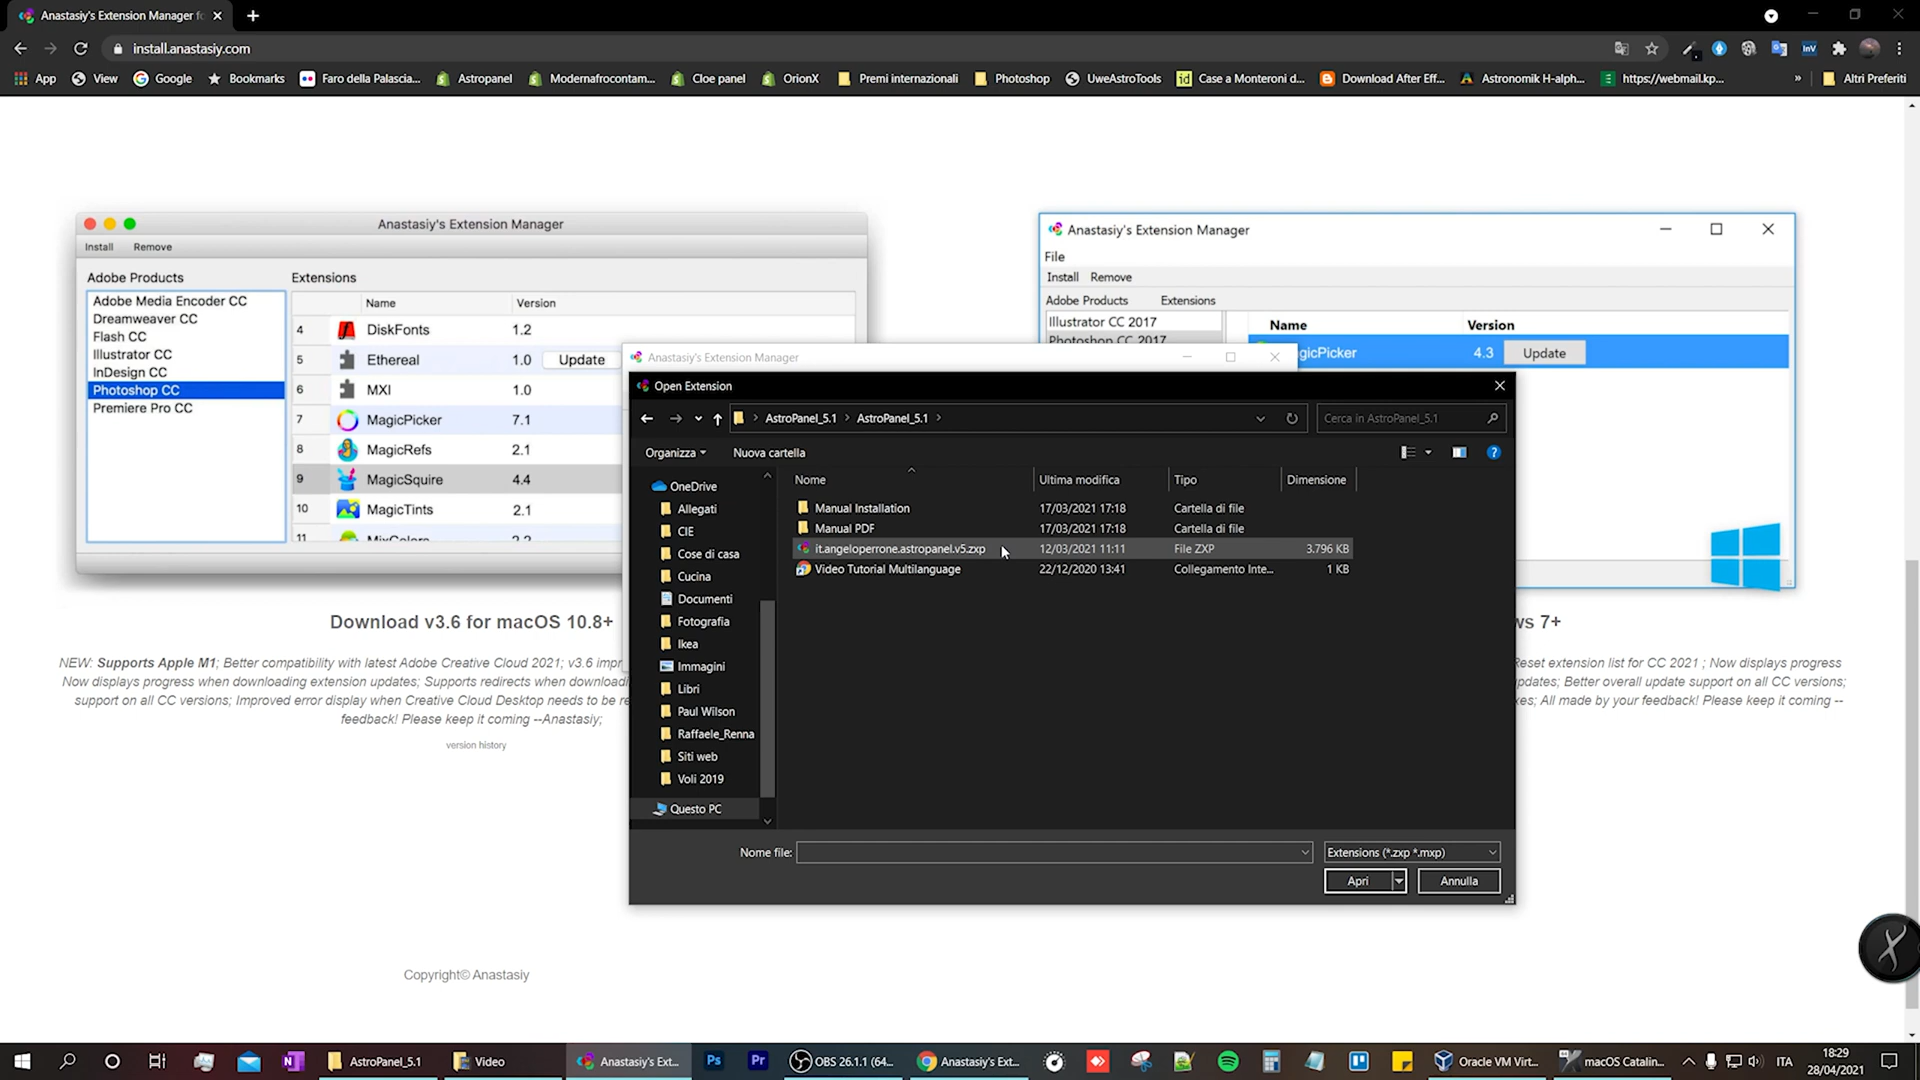 Anastasiy's Extension Manager fo
install.anastasiy.com
App View Google Bookmarks Faro della Palascia... Astropanel Modernafrocontam... Cloe panel OrionX Premi internazionali Photoshop UweAstroTools Case a Monteroni d... Download After Eff... Astronomik H-alph... https://webmail.kp... » Altri Preferiti
Anastasiy's Extension Manager
Install Remove
Adobe Products Extensions
Adobe Media Encoder CC
Dreamweaver CC
Flash CC
Illustrator CC
InDesign CC
Photoshop CC
Premiere Pro CC
Name Version
4 DiskFonts 1.2
5 Ethereal 1.0 Update
6 MXI 1.0
7 MagicPicker 7.1
8 MagicRefs 2.1
9 MagicSquire 4.4
10 MagicTints 2.1
11 MixColors 2.2
Anastasiy's Extension Manager
File
Install Remove
Adobe Products Extensions
Illustrator CC 2017
Photoshop CC 2017
Name Version
gicPicker 4.3 Update
Anastasiy's Extension Manager
Open Extension
AstroPanel_5.1 AstroPanel_5.1
Cerca in AstroPanel_5.1
Organizza Nuova cartella
OneDrive
Allegati
CIE
Cose di casa
Cucina
Documenti
Fotografia
Ikea
Immagini
Libri
Paul Wilson
Raffaele_Renna
Siti web
Voli 2019
Questo PC
Nome Ultima modifica Tipo Dimensione
Manual Installation 17/03/2021 17:18 Cartella di file
Manual PDF 17/03/2021 17:18 Cartella di file
it.angeloperrone.astropanel.v5.zxp 12/03/2021 11:11 File ZXP 3.796 KB
Video Tutorial Multilanguage 22/12/2020 13:41 Collegamento Inte... 1 KB
Nome file: Extensions (*.zxp *.mxp)
Apri Annulla
Download v3.6 for macOS 10.8+
NEW: Supports Apple M1; Better compatibility with latest Adobe Creative Cloud 2021; v3.6 impr
Now displays progress when downloading extension updates; Supports redirects when downloadi
support on all CC versions; Improved error display when Creative Cloud Desktop needs to be re
feedback! Please keep it coming --Anastasiy;
version history
ws 7+
Reset extension list for CC 2021 ; Now displays progress
pdates; Better overall update support on all CC versions;
xes; All made by your feedback! Please keep it coming --
Copyright© Anastasiy
AstroPanel_5.1 Video Anastasiy's Ext... Ps Pr OBS 26.1.1 (64... Anastasiy's Ext... Oracle VM Virt... macOS Catalin... ITA
18:29
28/04/2021